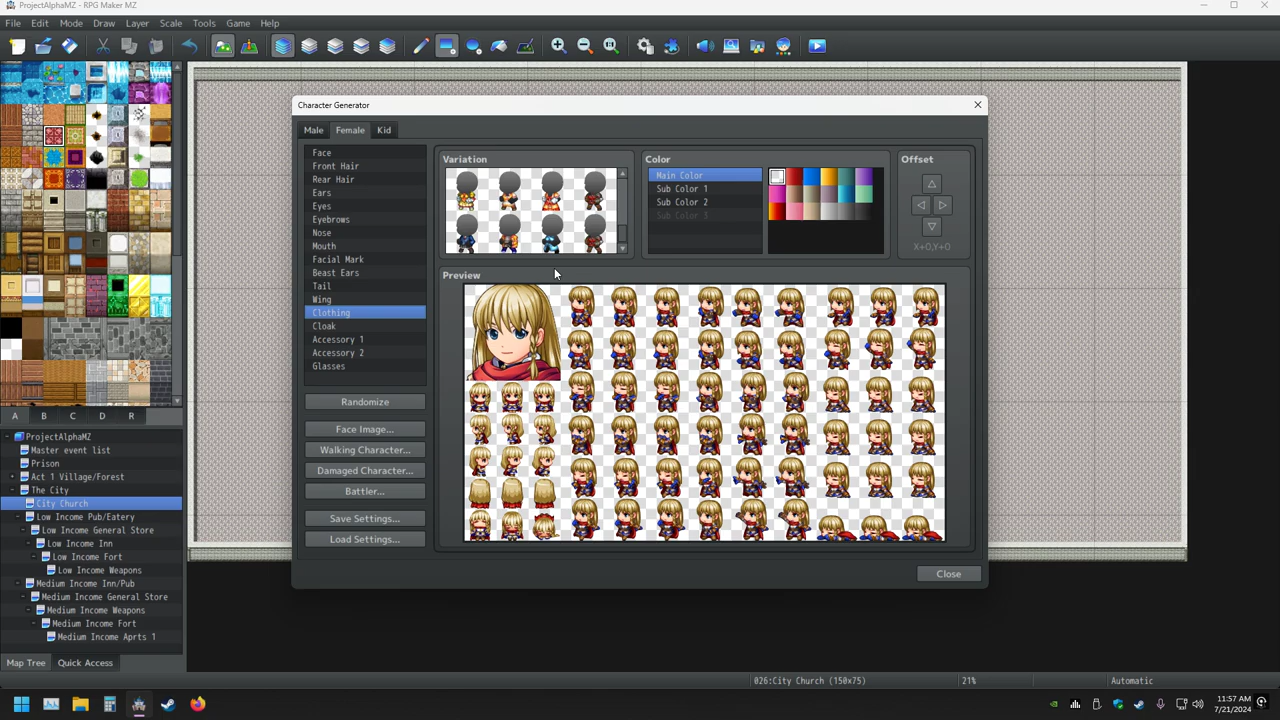 ProjectAlphaMZ - RPG Maker MZ
File Edit Mode Draw Layer Scale Tools Game Help
Character Generator
Male Female Kid
Face
Front Hair
Rear Hair
Ears
Eyes
Eyebrows
Nose
Mouth
Facial Mark
Beast Ears
Tail
Wing
Clothing
Cloak
Accessory 1
Accessory 2
Glasses
Randomize
Face Image...
Walking Character...
Damaged Character...
Battler...
Save Settings...
Load Settings...
Variation
Color
Main Color
Sub Color 1
Sub Color 2
Sub Color 3
Offset
X+0,Y+0
Preview
Close
A B C D R
ProjectAlphaMZ
Master event list
Prison
Act 1 Village/Forest
The City
City Church
Low Income Pub/Eatery
Low Income General Store
Low Income Inn
Low Income Fort
Low Income Weapons
Medium Income Inn/Pub
Medium Income General Store
Medium Income Weapons
Medium Income Fort
Medium Income Aprts 1
Map Tree Quick Access
026:City Church (150x75) 21% Automatic
11:57 AM
7/21/2024